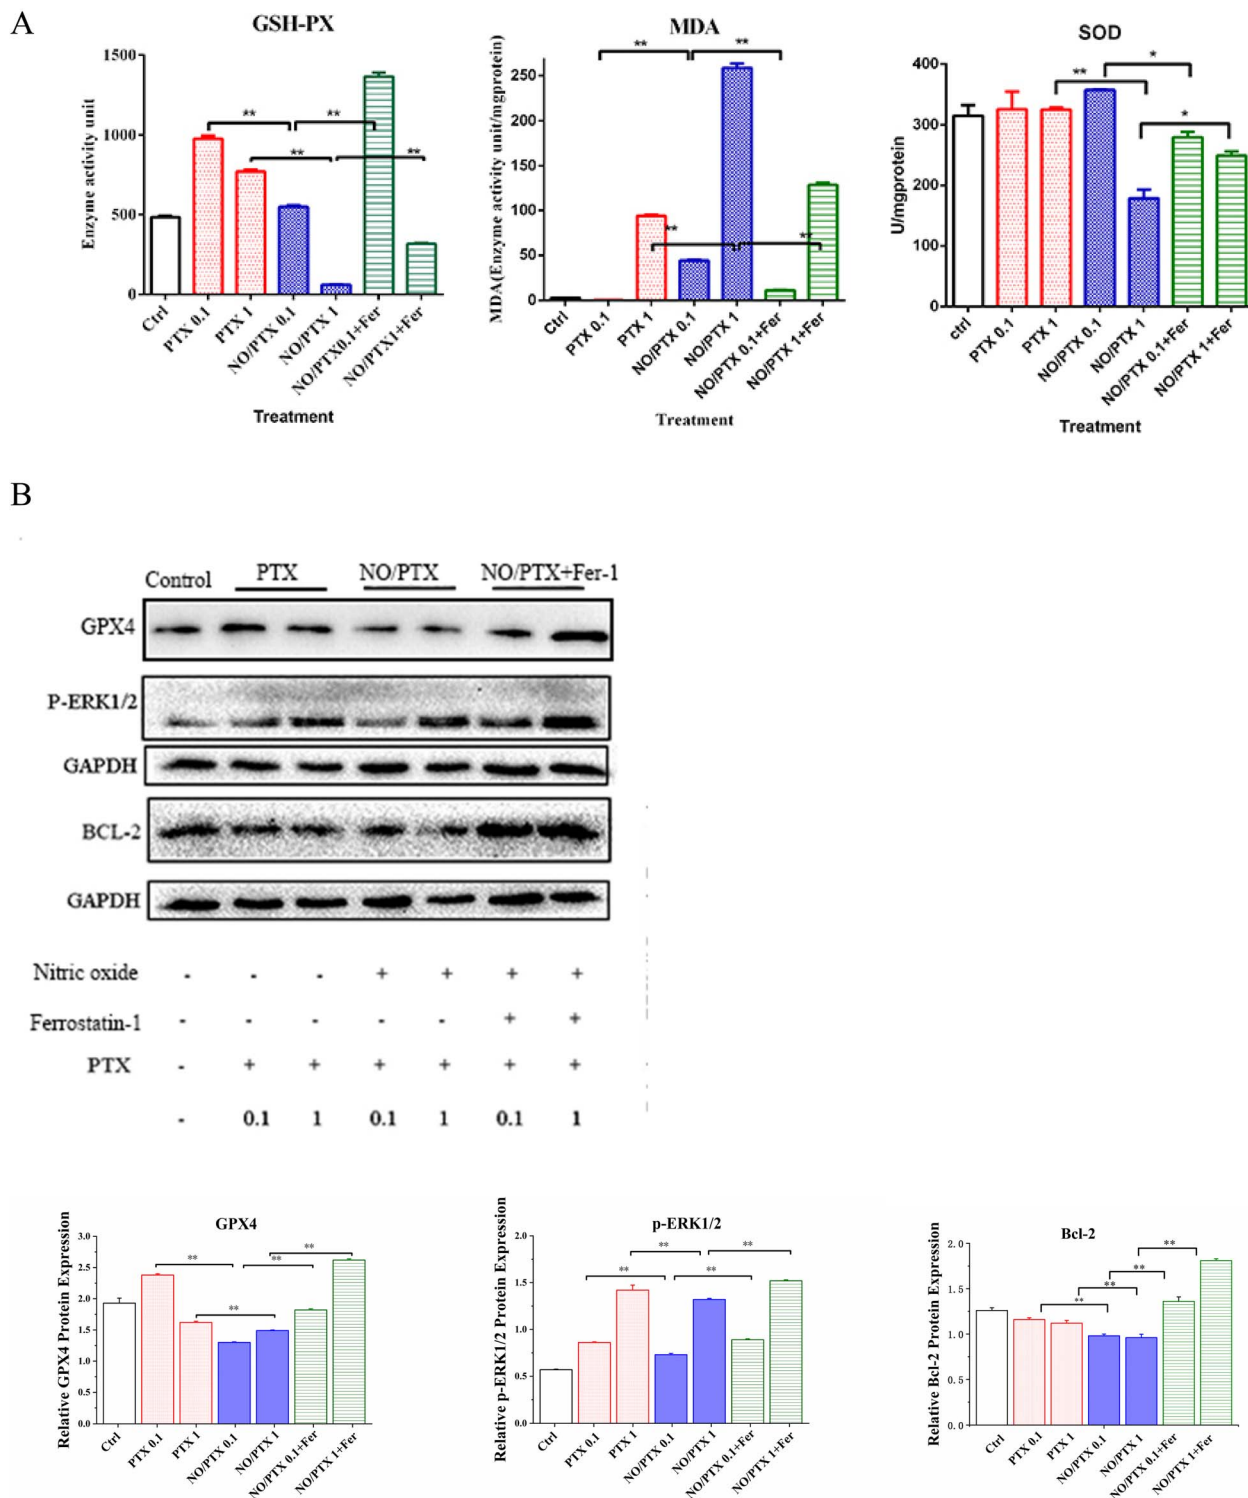 A
GSH-PX
Enzyme activity unit
1500
1000
500
0
**
**
**
**
Ctrl
PTX 0.1
PTX 1
NO/PTX 0.1
NO/PTX 1
NO/PTX0.1+Fer
NO/PTX1+Fer
Treatment
MDA
MDA(Enzyme activity unit/mgprotein)
250
200
150
100
50
0
**
**
**
**
Ctrl
PTX 0.1
PTX 1
NO/PTX 0.1
NO/PTX 1
NO/PTX 0.1+Fer
NO/PTX 1+Fer
Treatment
SOD
U/mgprotein
400
300
200
100
0
*
**
*
ctrl
PTX 0.1
PTX 1
NO/PTX 0.1
NO/PTX 1
NO/PTX 0.1+Fer
NO/PTX 1+Fer
Treatment
B
Control PTX NO/PTX NO/PTX+Fer-1
GPX4
P-ERK1/2
GAPDH
BCL-2
GAPDH
Nitric oxide - - - + + + +
Ferrostatin-1 - - - - - + +
PTX - + + + + + +
- 0.1 1 0.1 1 0.1 1
GPX4
Relative GPX4 Protein Expression
3.0
2.5
2.0
1.5
1.0
0.5
0.0
**
**
**
**
Ctrl
PTX 0.1
PTX 1
NO/PTX 0.1
NO/PTX 1
NO/PTX 0.1+Fer
NO/PTX 1+Fer
p-ERK1/2
Relative p-ERK1/2 Protein Expression
2.0
1.5
1.0
0.5
0.0
**
**
**
**
Ctrl
PTX 0.1
PTX 1
NO/PTX 0.1
NO/PTX 1
NO/PTX 0.1+Fer
NO/PTX 1+Fer
Bcl-2
Relative Bcl-2 Protein Expression
2.0
1.5
1.0
0.5
0.0
**
**
**
**
Ctrl
PTX 0.1
PTX 1
NO/PTX 0.1
NO/PTX 1
NO/PTX 0.1+Fer
NO/PTX 1+Fer